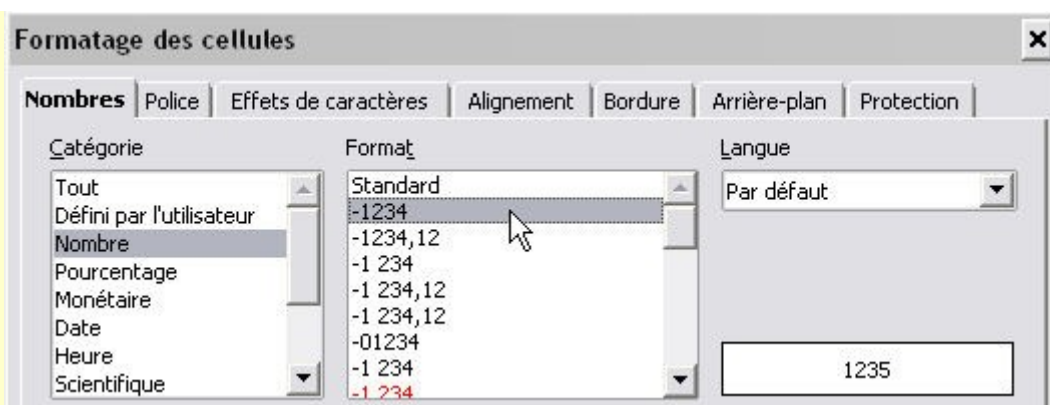 Formatage des cellules
Nombres Police Effets de caractères Alignement Bordure Arrière-plan Protection
Catégorie
Tout
Défini par l'utilisateur
Nombre
Pourcentage
Monétaire
Date
Heure
Scientifique
Format
Standard
-1234
-1234,12
-1 234
-1 234,12
-1 234,12
-01234
-1 234
-1 234
Langue
Par défaut
1235